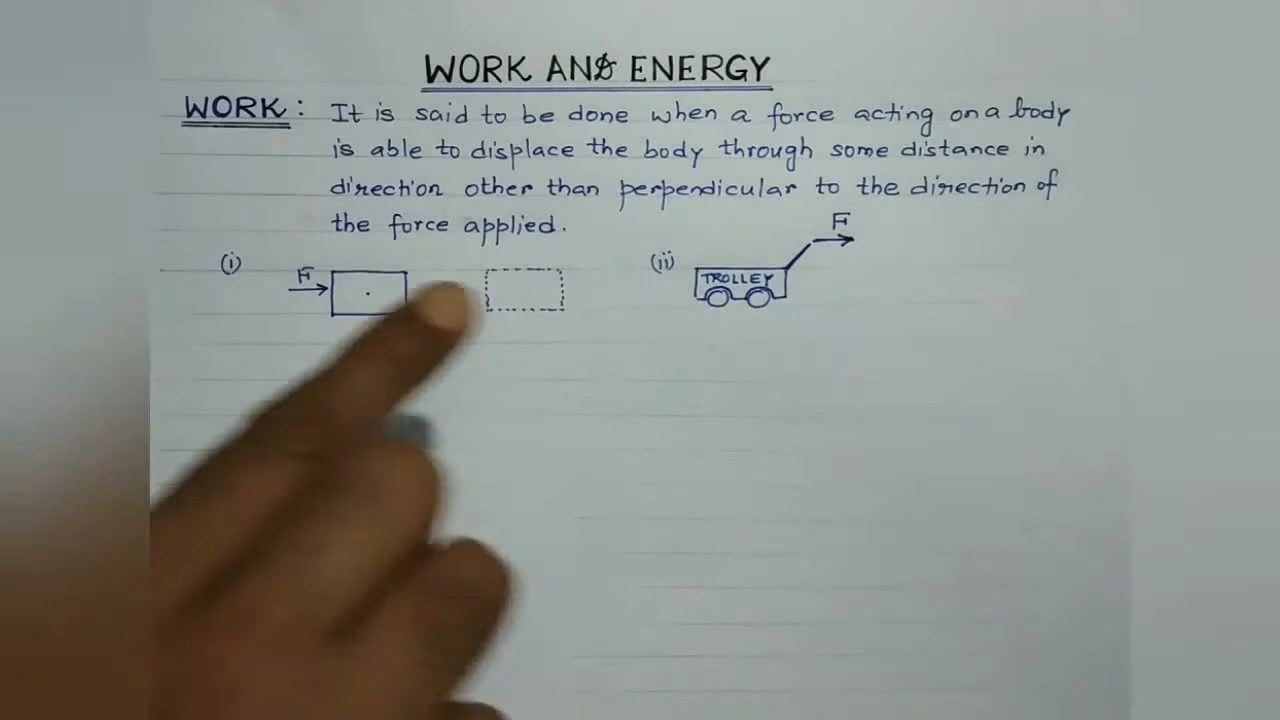 WORK AND ENERGY
WORK: It is said to be done when a force acting on a body
is able to displace the body through some distance in
direction other than perpendicular to the direction of
the force applied.
(i) F
(ii) TROLLEY F